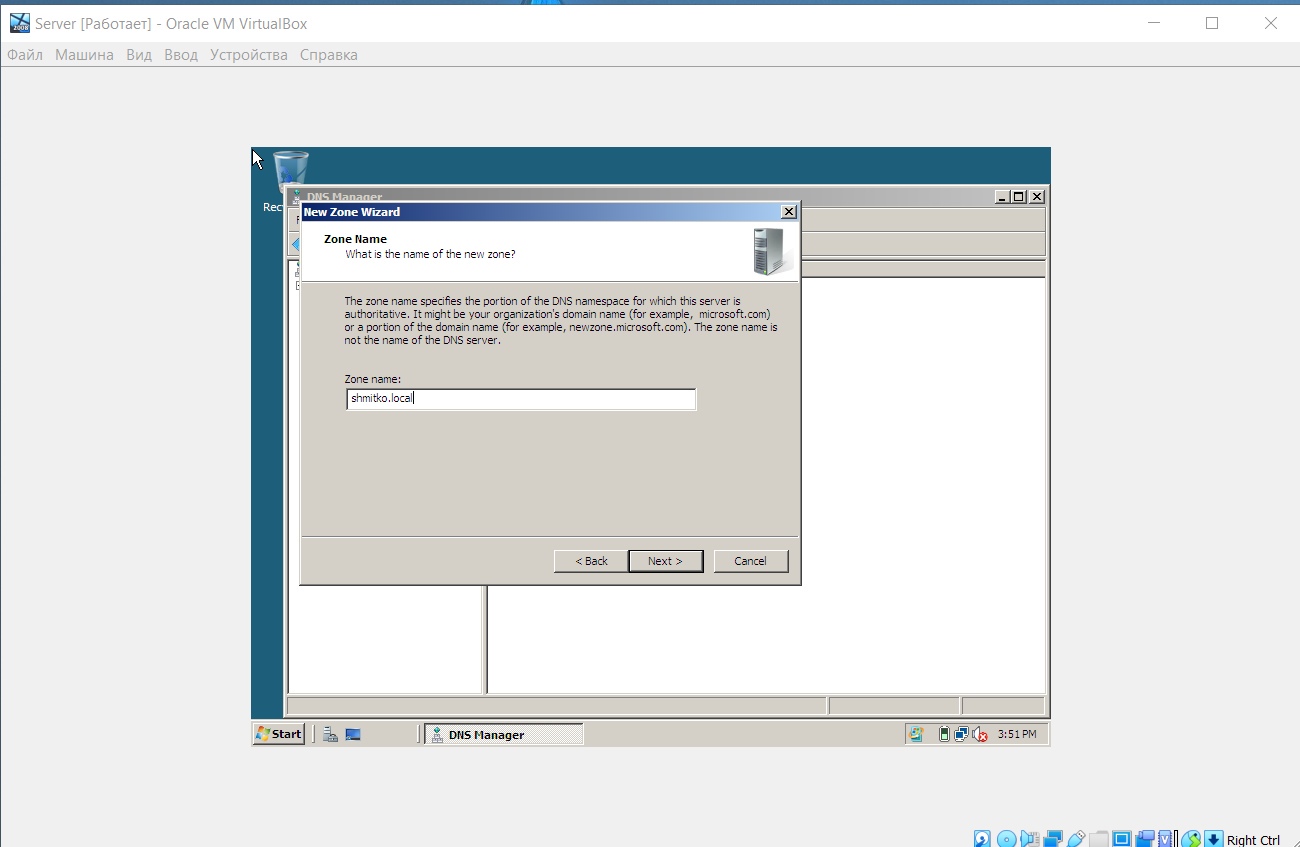 Server [Работает] - Oracle VM VirtualBox
Файл Машина Вид Ввод Устройства Справка
DNS Manager
New Zone Wizard
Zone Name
What is the name of the new zone?
The zone name specifies the portion of the DNS namespace for which this server is
authoritative. It might be your organization's domain name (for example, microsoft.com)
or a portion of the domain name (for example, newzone.microsoft.com). The zone name is
not the name of the DNS server.
Zone name:
shmitko.local
< Back Next > Cancel
Start DNS Manager 3:51 PM
Right Ctrl